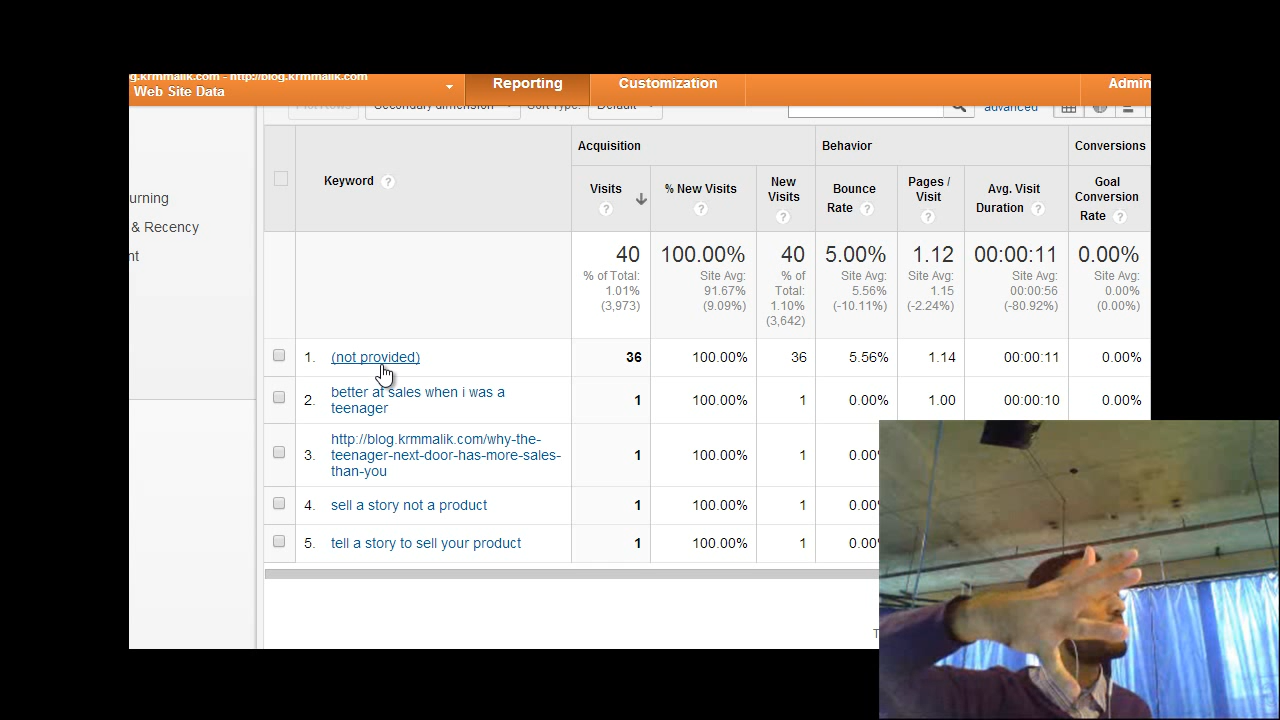 g.krmmalik.com - http://blog.krmmalik.com
Web Site Data
Reporting
Customization
Admin
Secondary dimension
Sort Type:
Default
advanced
urning
& Recency
nt
Keyword ?
Acquisition
Behavior
Conversions
Visits
?
% New Visits
?
New
Visits
?
Bounce
Rate ?
Pages /
Visit
?
Avg. Visit
Duration ?
Goal
Conversion
Rate ?
40
% of Total:
1.01%
(3,973)
100.00%
Site Avg:
91.67%
(9.09%)
40
% of
Total:
1.10%
(3,642)
5.00%
Site Avg:
5.56%
(-10.11%)
1.12
Site Avg:
1.15
(-2.24%)
00:00:11
Site Avg:
00:00:56
(-80.92%)
0.00%
Site Avg:
0.00%
(0.00%)
1. (not provided) 36 100.00% 36 5.56% 1.14 00:00:11 0.00%
2. better at sales when i was a
teenager 1 100.00% 1 0.00% 1.00 00:00:10 0.00%
3. http://blog.krmmalik.com/why-the-
teenager-next-door-has-more-sales-
than-you 1 100.00% 1 0.00
4. sell a story not a product 1 100.00% 1 0.00
5. tell a story to sell your product 1 100.00% 1 0.00